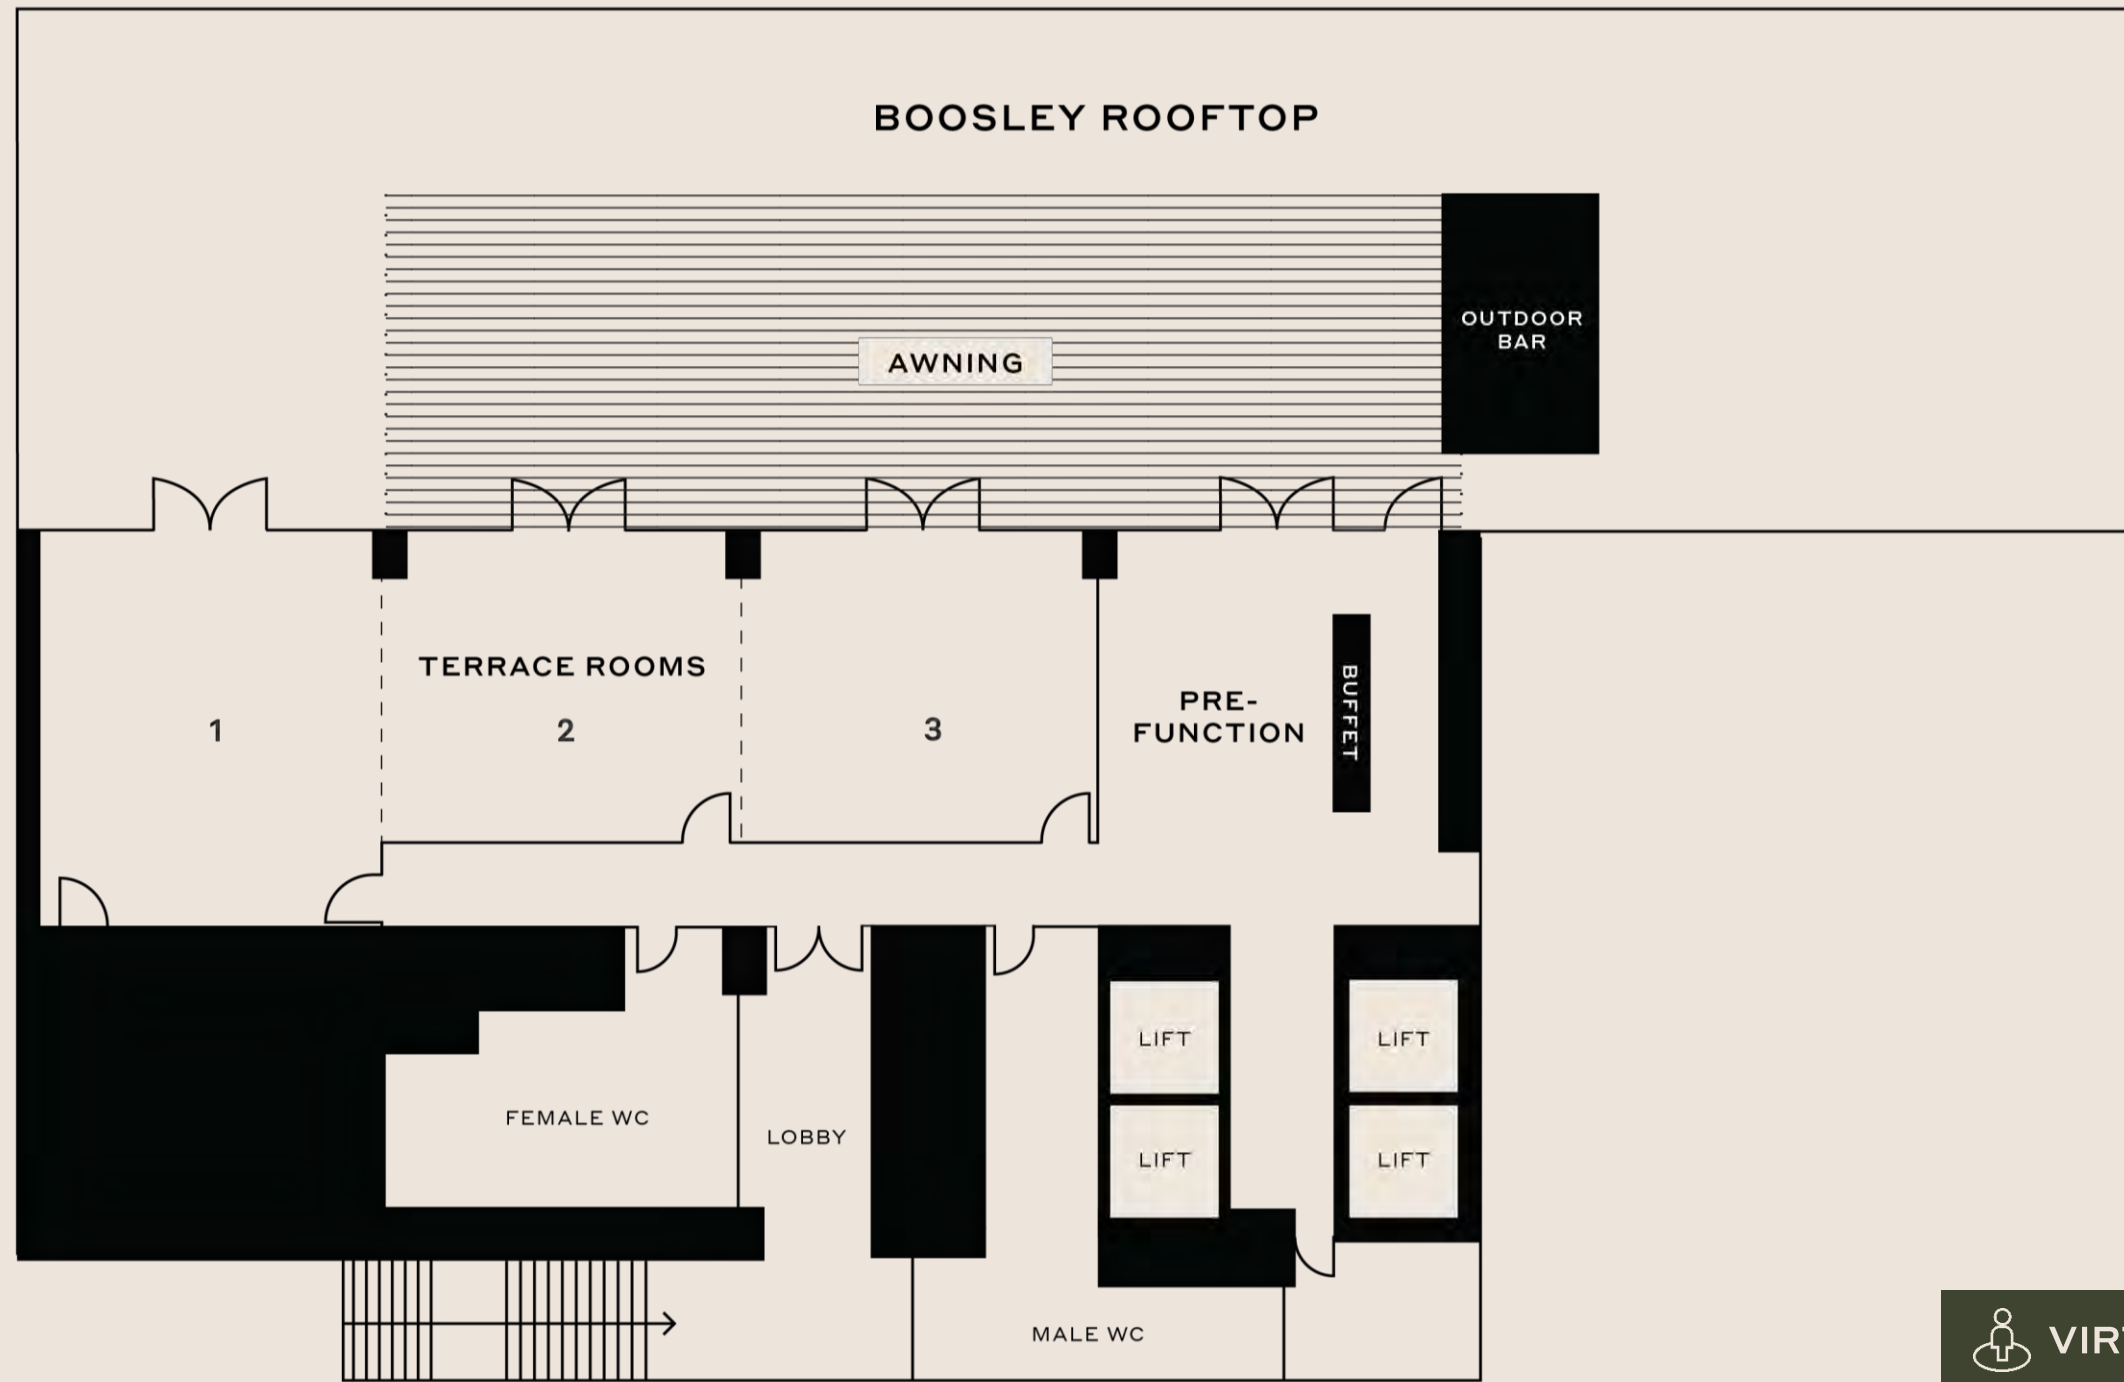 BOOSLEY ROOFTOP
OUTDOOR
BAR
AWNING
TERRACE ROOMS
1
2
3
PRE-
FUNCTION
BUFFET
LIFT
LIFT
FEMALE WC
LOBBY
LIFT
LIFT
MALE WC